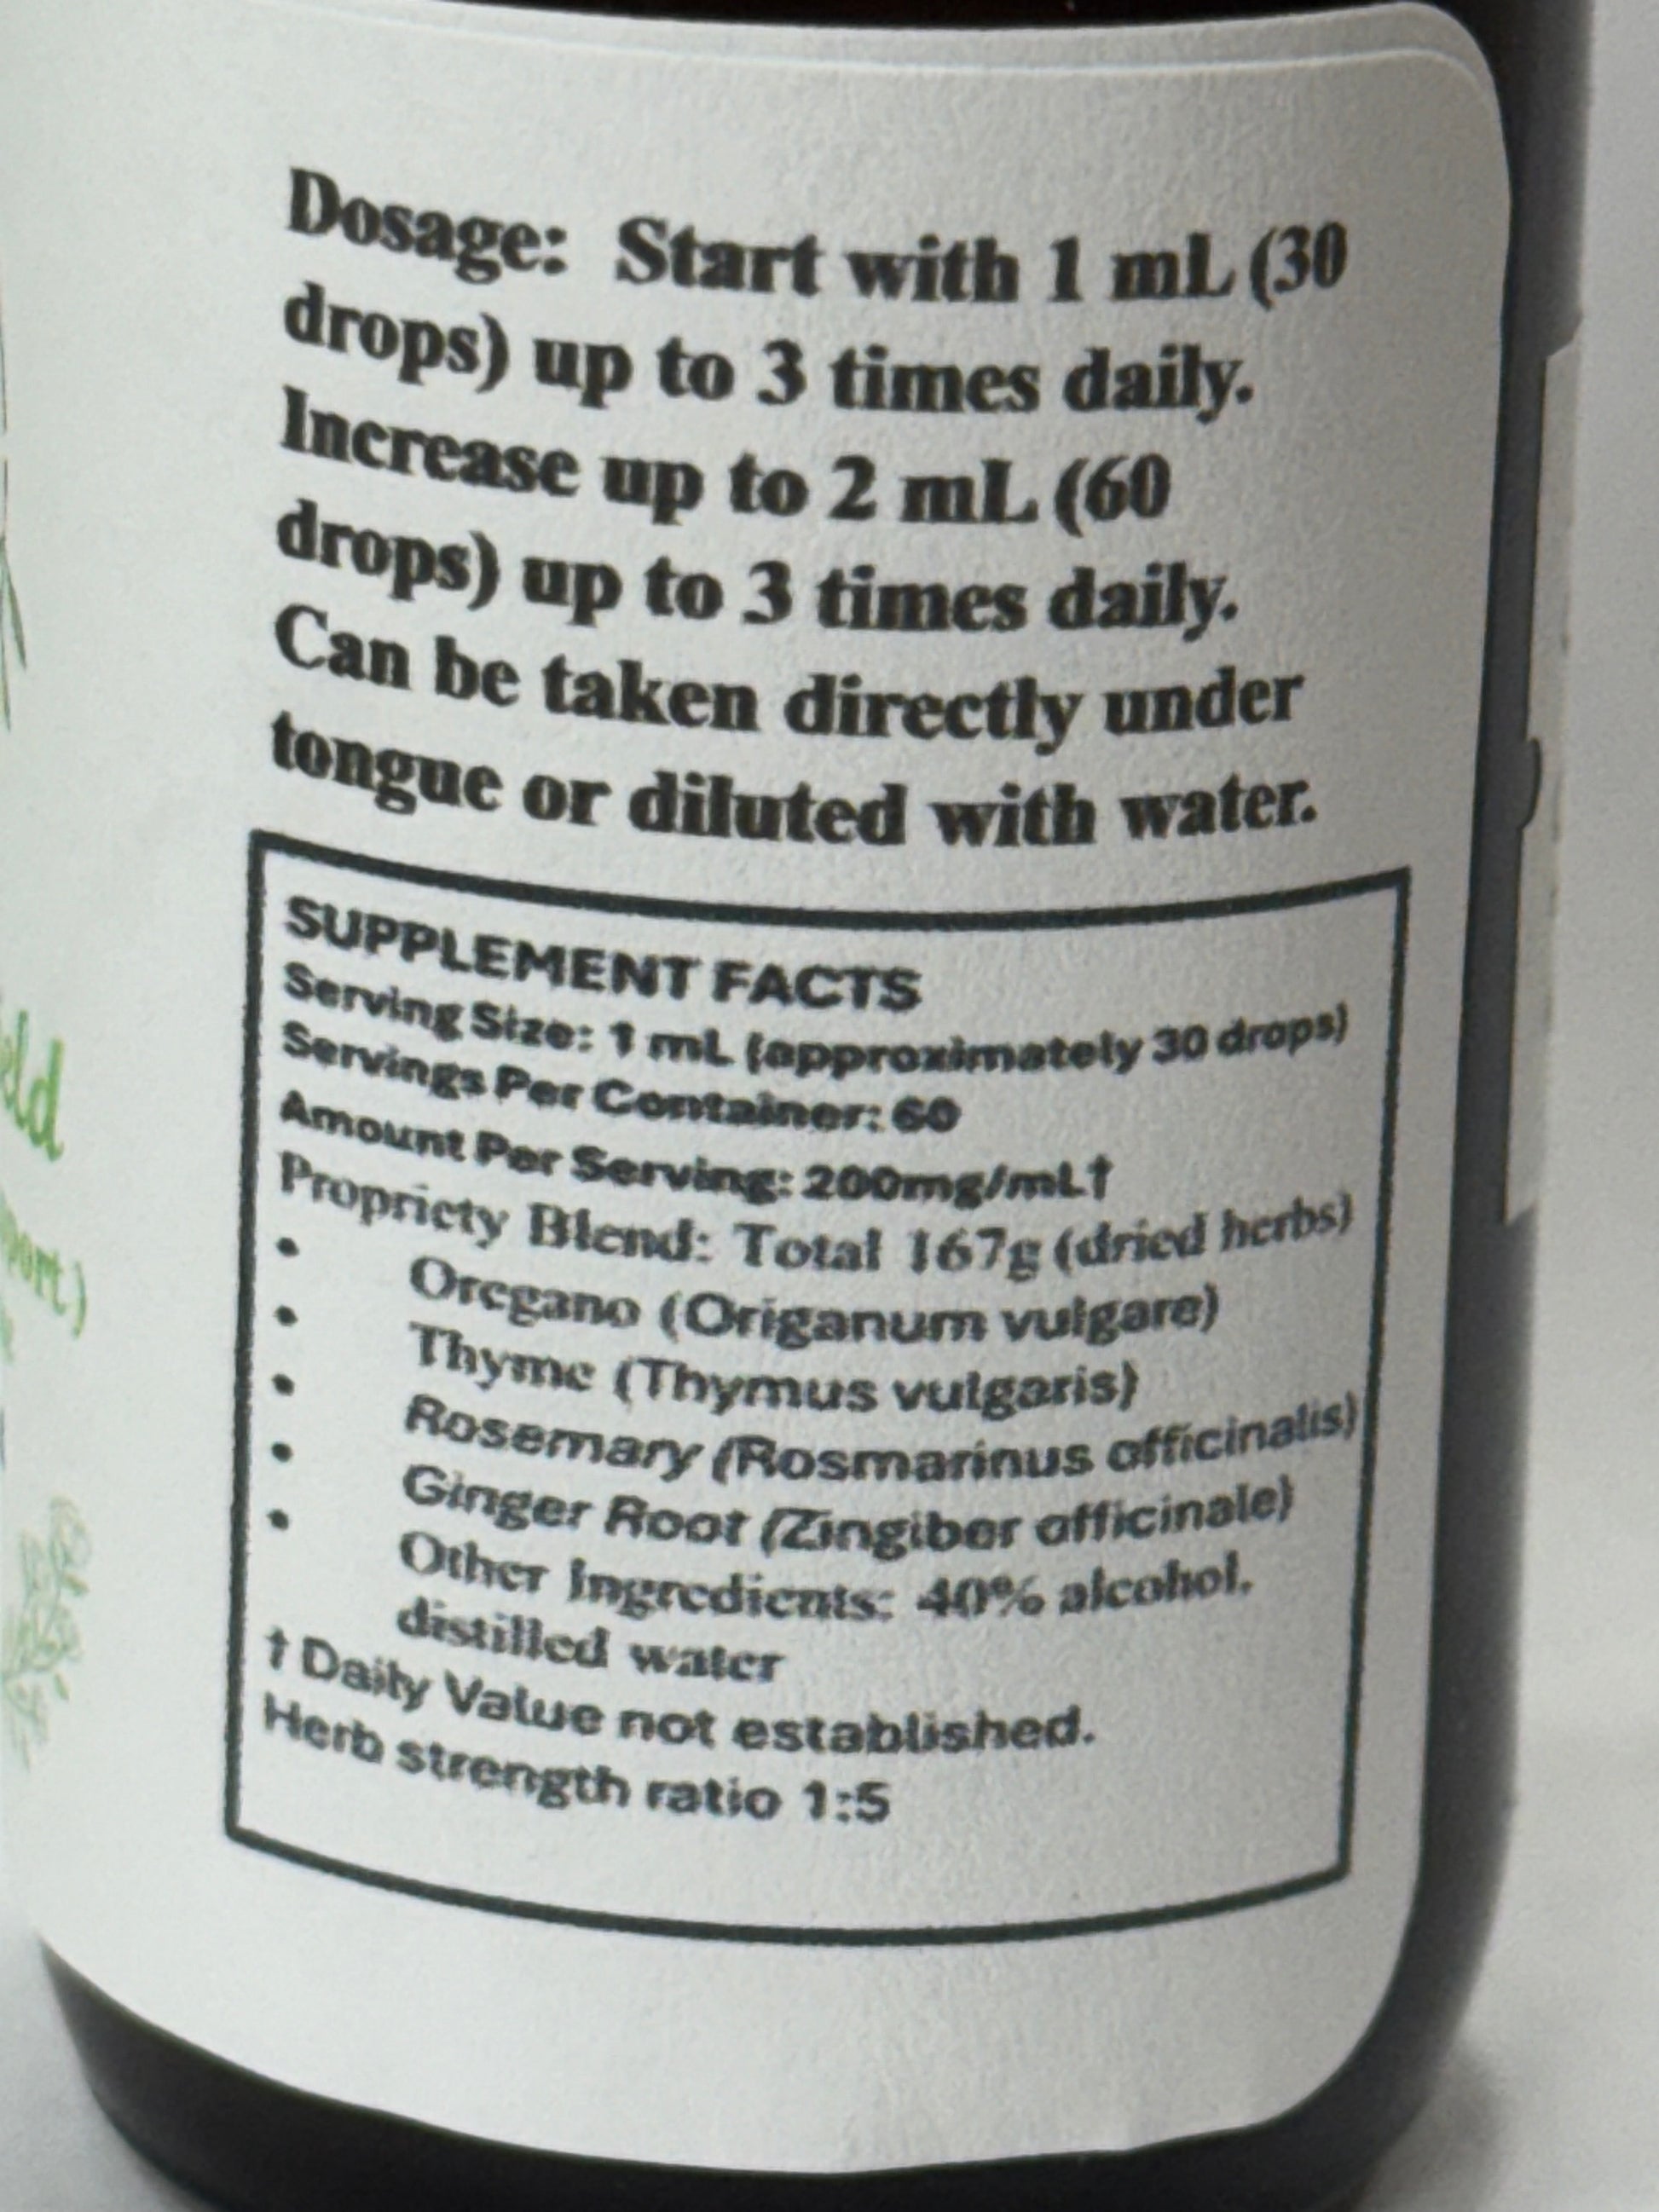 Dosage: Start with 1 mL (30
drops) up to 3 times daily.
Increase up to 2 mL (60
drops) up to 3 times daily.
Can be taken directly under
tongue or diluted with water.
SUPPLEMENT FACTS
Serving Size: 1 mL (approximately 30 drops)
Servings Per Container: 60
Amount Per Serving: 200mg/mL†
Propriety Blend: Total 167g (dried herbs)
• Oregano (Origanum vulgare)
• Thyme (Thymus vulgaris)
• Rosemary (Rosmarinus officinalis)
• Ginger Root (Zingiber officinale)
• Other Ingredients: 40% alcohol,
distilled water
† Daily Value not established.
Herb strength ratio 1:5